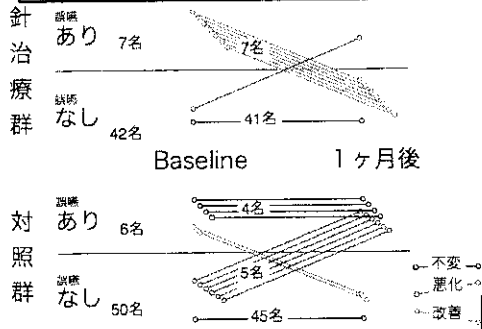 針治療群
誤嚥
あり 7名
7名
誤嚥
なし 42名
41名
Baseline 1ヶ月後
対照群
誤嚥
あり 6名
4名
5名
誤嚥
なし 50名
45名
不変
悪化
改善